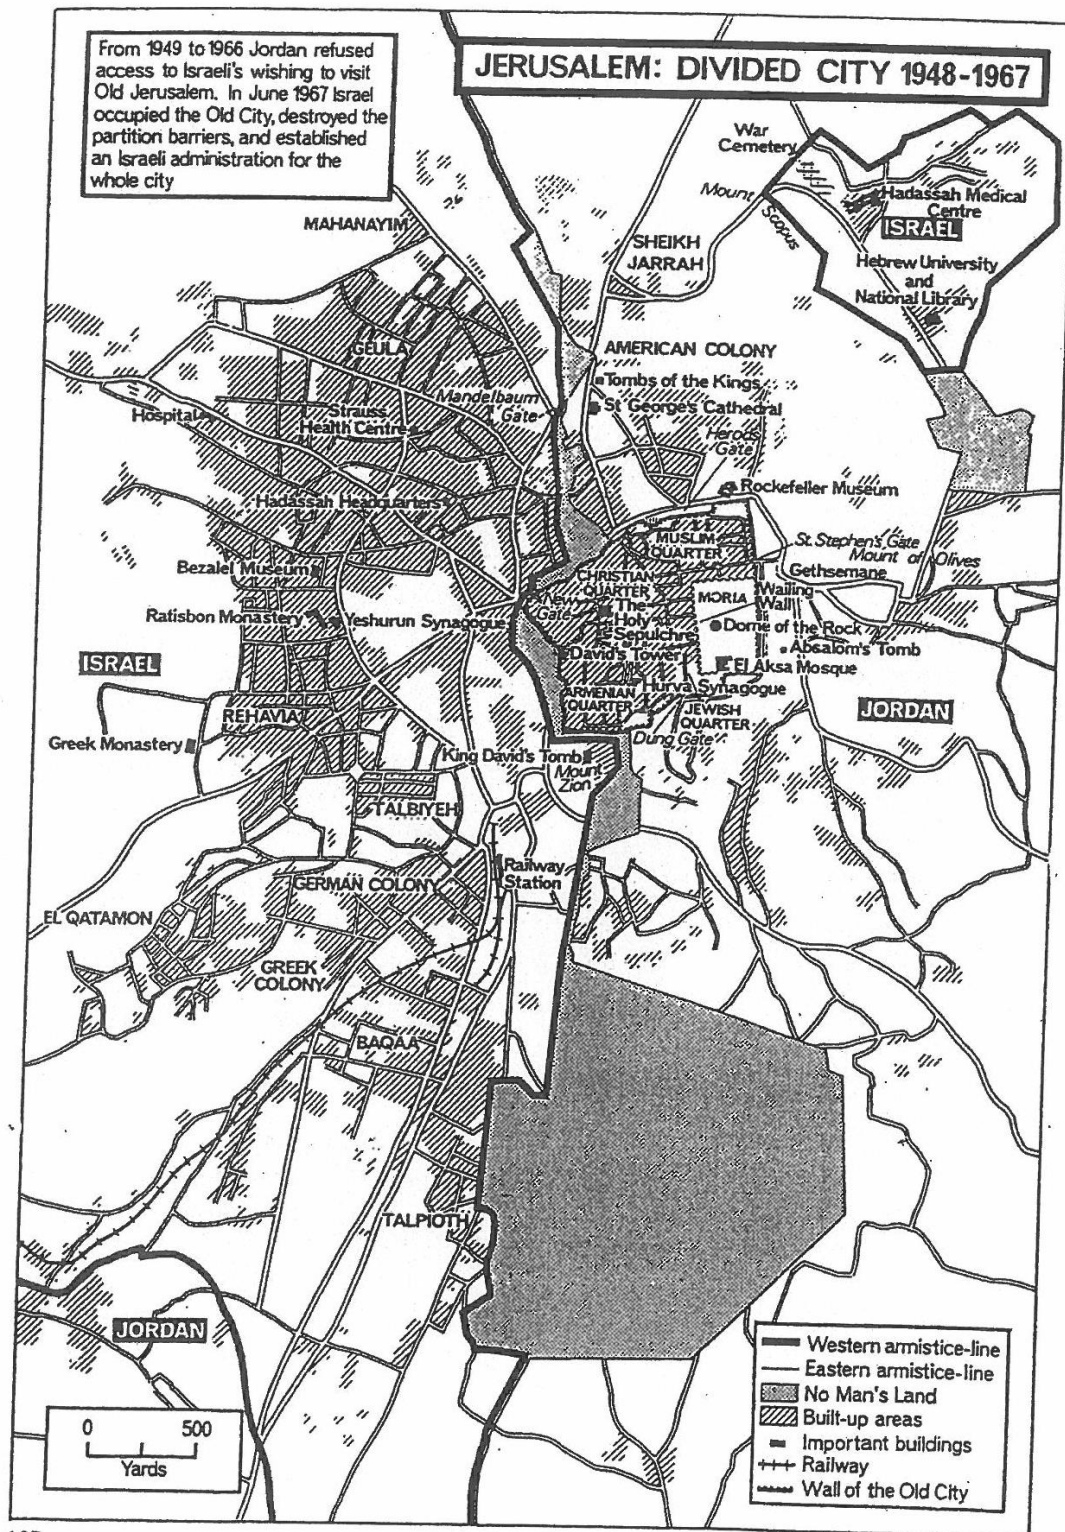 From 1949 to 1966 Jordan refused
access to Israeli's wishing to visit
Old Jerusalem. In June 1967 Israel
occupied the Old City, destroyed the
partition barriers, and established
an Israeli administration for the
whole city
JERUSALEM: DIVIDED CITY 1948-1967
War
Cemetery
Mount
Scopus
Hadassah Medical
Centre
ISRAEL
Hebrew University
and
National Library
MAHANAYIM
SHEIKH
JARRAH
GEULA
AMERICAN COLONY
Tombs of the Kings
Mandelbaum
Gate
St George's Cathedral
Hospital
Strauss
Health Centre
Herods
Gate
Rockefeller Museum
Hadassah Headquarters
MUSLIM
QUARTER
St. Stephen's Gate
Mount of Olives
Gethsemane
Bezalel Museum
CHRISTIAN
QUARTER
MORIA
Wailing
Wall
New
Gate
The
Holy
Sepulchre
Ratisbon Monastery
Yeshurun Synagogue
Dome of the Rock
David's Tower
Absalom's Tomb
El Aksa Mosque
ISRAEL
ARMENIAN
QUARTER
Hurva Synagogue
JEWISH
QUARTER
JORDAN
REHAVIA
Dung Gate
Greek Monastery
King David's Tomb
Mount
Zion
TALBIYEH
Railway
Station
GERMAN COLONY
EL QATAMON
GREEK
COLONY
BAQAA
TALPIOTH
JORDAN
0 500
Yards
Western armistice-line
Eastern armistice-line
No Man's Land
Built-up areas
Important buildings
Railway
Wall of the Old City